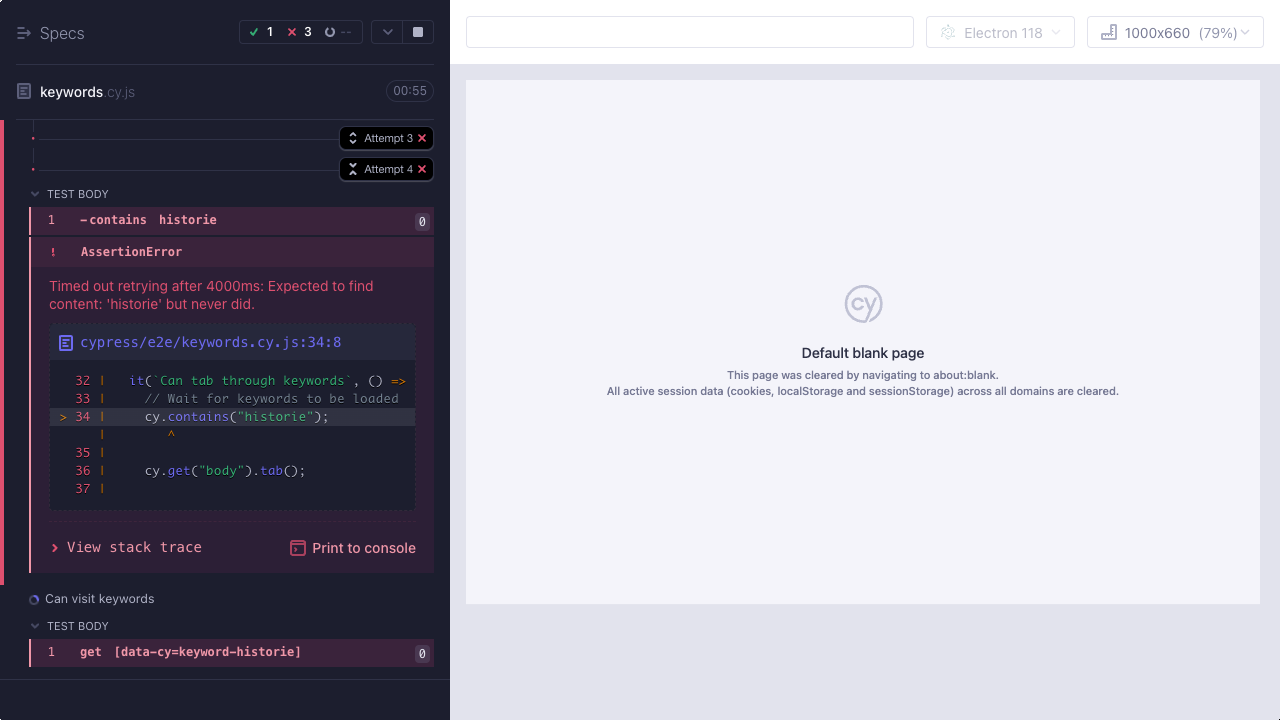 Specs
1 3 --
keywords.cy.js 00:55
Attempt 3
Attempt 4
TEST BODY
1 -contains historie 0
! AssertionError
Timed out retrying after 4000ms: Expected to find
content: 'historie' but never did.
cypress/e2e/keywords.cy.js:34:8
32 | it(`Can tab through keywords`, () =>
33 | // Wait for keywords to be loaded
> 34 | cy.contains("historie");
| ^
35 |
36 | cy.get("body").tab();
37 |
View stack trace
Print to console
Can visit keywords
TEST BODY
1 get [data-cy=keyword-historie] 0
Electron 118
1000x660 (79%)
cy
Default blank page
This page was cleared by navigating to about:blank.
All active session data (cookies, localStorage and sessionStorage) across all domains are cleared.